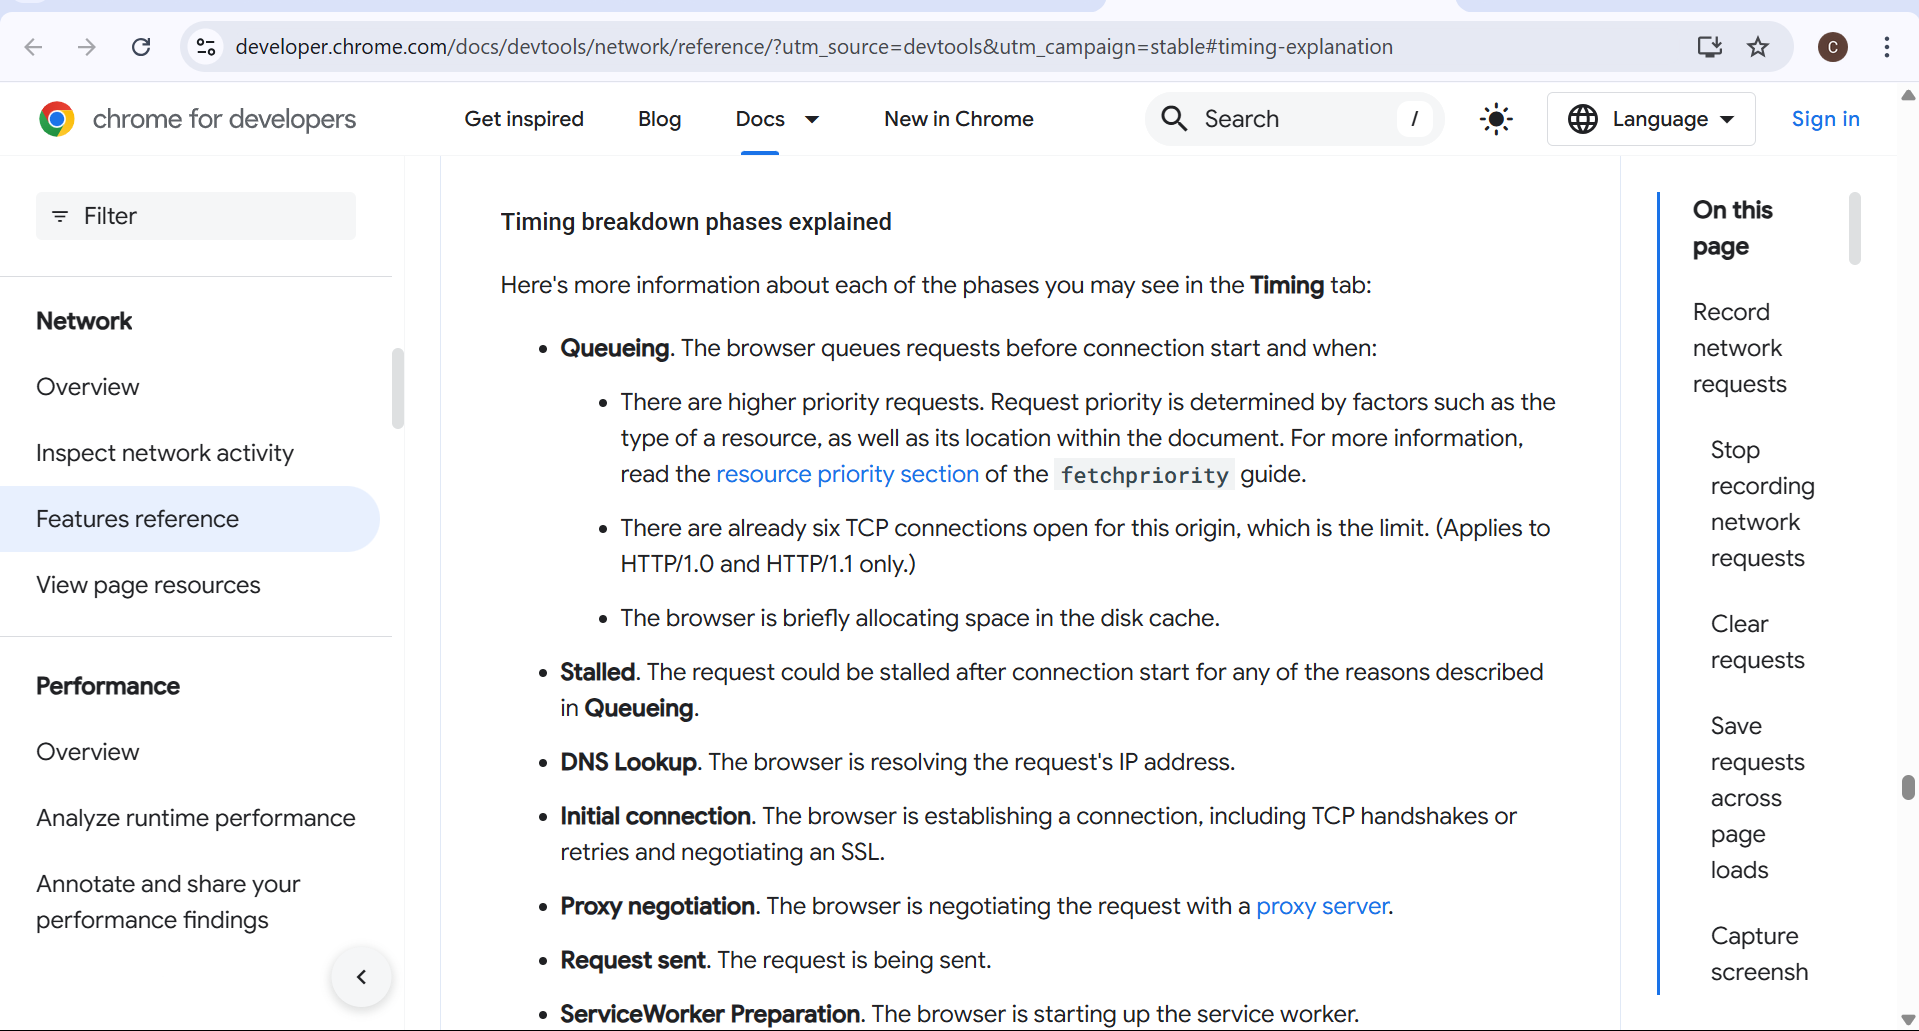 developer.chrome.com/docs/devtools/network/reference/?utm_source=devtools&utm_campaign=stable#timing-explanation
C
chrome for developers
Get inspired
Blog
Docs
New in Chrome
Search
/
Language
Sign in
Filter
Network
Overview
Inspect network activity
Features reference
View page resources
Performance
Overview
Analyze runtime performance
Annotate and share your
performance findings
Timing breakdown phases explained
Here's more information about each of the phases you may see in the Timing tab:
Queueing. The browser queues requests before connection start and when:
There are higher priority requests. Request priority is determined by factors such as the
type of a resource, as well as its location within the document. For more information,
read the resource priority section of the fetchpriority guide.
There are already six TCP connections open for this origin, which is the limit. (Applies to
HTTP/1.0 and HTTP/1.1 only.)
The browser is briefly allocating space in the disk cache.
Stalled. The request could be stalled after connection start for any of the reasons described
in Queueing.
DNS Lookup. The browser is resolving the request's IP address.
Initial connection. The browser is establishing a connection, including TCP handshakes or
retries and negotiating an SSL.
Proxy negotiation. The browser is negotiating the request with a proxy server.
Request sent. The request is being sent.
ServiceWorker Preparation. The browser is starting up the service worker.
On this
page
Record
network
requests
Stop
recording
network
requests
Clear
requests
Save
requests
across
page
loads
Capture
screensh